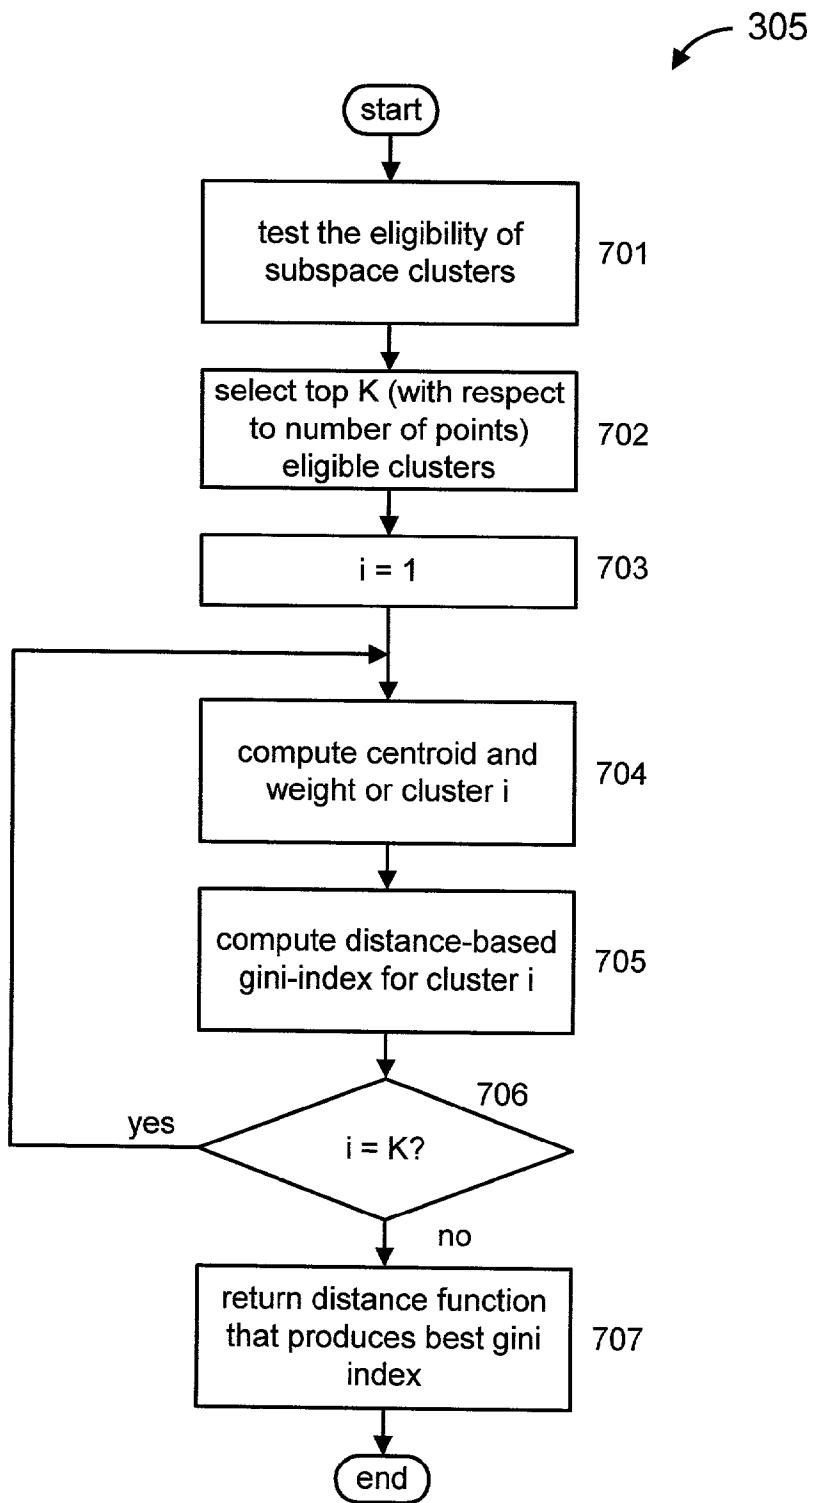 305
start
test the eligibility of
subspace clusters
701
select top K (with respect
to number of points)
eligible clusters
702
i = 1
703
compute centroid and
weight or cluster i
704
compute distance-based
gini-index for cluster i
705
706
yes
i = K?
no
return distance function
that produces best gini
index
707
end